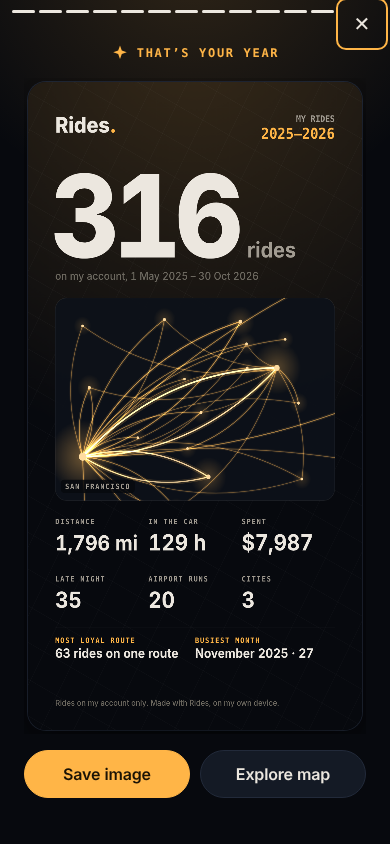 ✕
✦ THAT'S YOUR YEAR
Rides.
MY RIDES
2025–2026
316 rides
on my account, 1 May 2025 – 30 Oct 2026
SAN FRANCISCO
DISTANCE IN THE CAR SPENT
1,796 mi 129 h $7,987
LATE NIGHT AIRPORT RUNS CITIES
35 20 3
MOST LOYAL ROUTE BUSIEST MONTH
63 rides on one route November 2025 · 27
Rides on my account only. Made with Rides, on my own device.
Save image Explore map